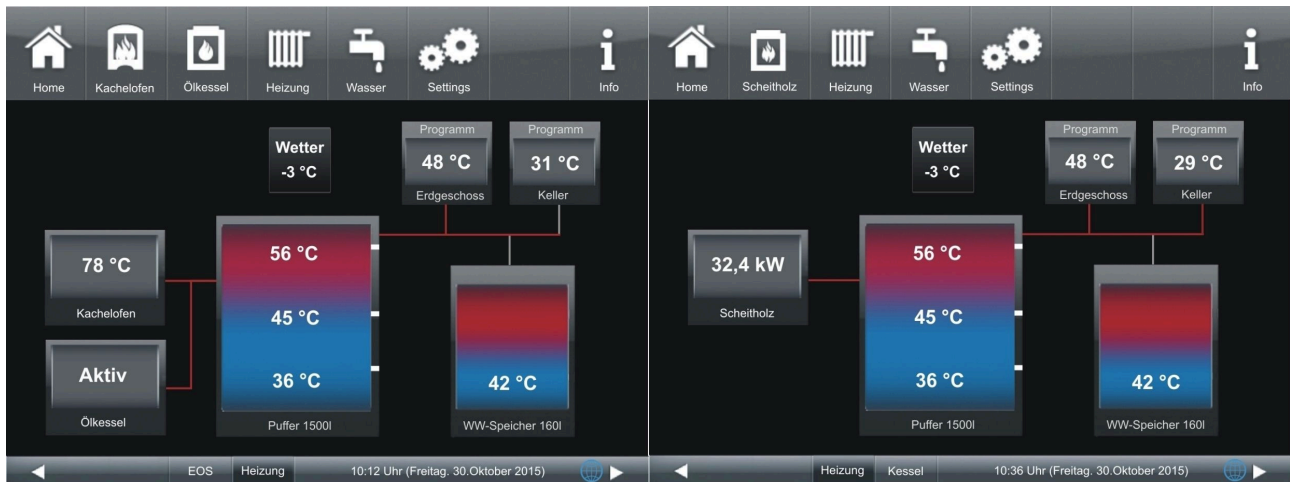 Home Kachelofen Ölkessel Heizung Wasser Settings Info
Wetter
-3 °C
Programm
48 °C
Erdgeschoss
Programm
31 °C
Keller
78 °C
Kachelofen
Aktiv
Ölkessel
56 °C
45 °C
36 °C
Puffer 1500l
42 °C
WW-Speicher 160l
EOS Heizung 10:12 Uhr (Freitag. 30.Oktober 2015)
Home Scheitholz Heizung Wasser Settings Info
Wetter
-3 °C
Programm
48 °C
Erdgeschoss
Programm
29 °C
Keller
32,4 kW
Scheitholz
56 °C
45 °C
36 °C
Puffer 1500l
42 °C
WW-Speicher 160l
Heizung Kessel 10:36 Uhr (Freitag. 30.Oktober 2015)